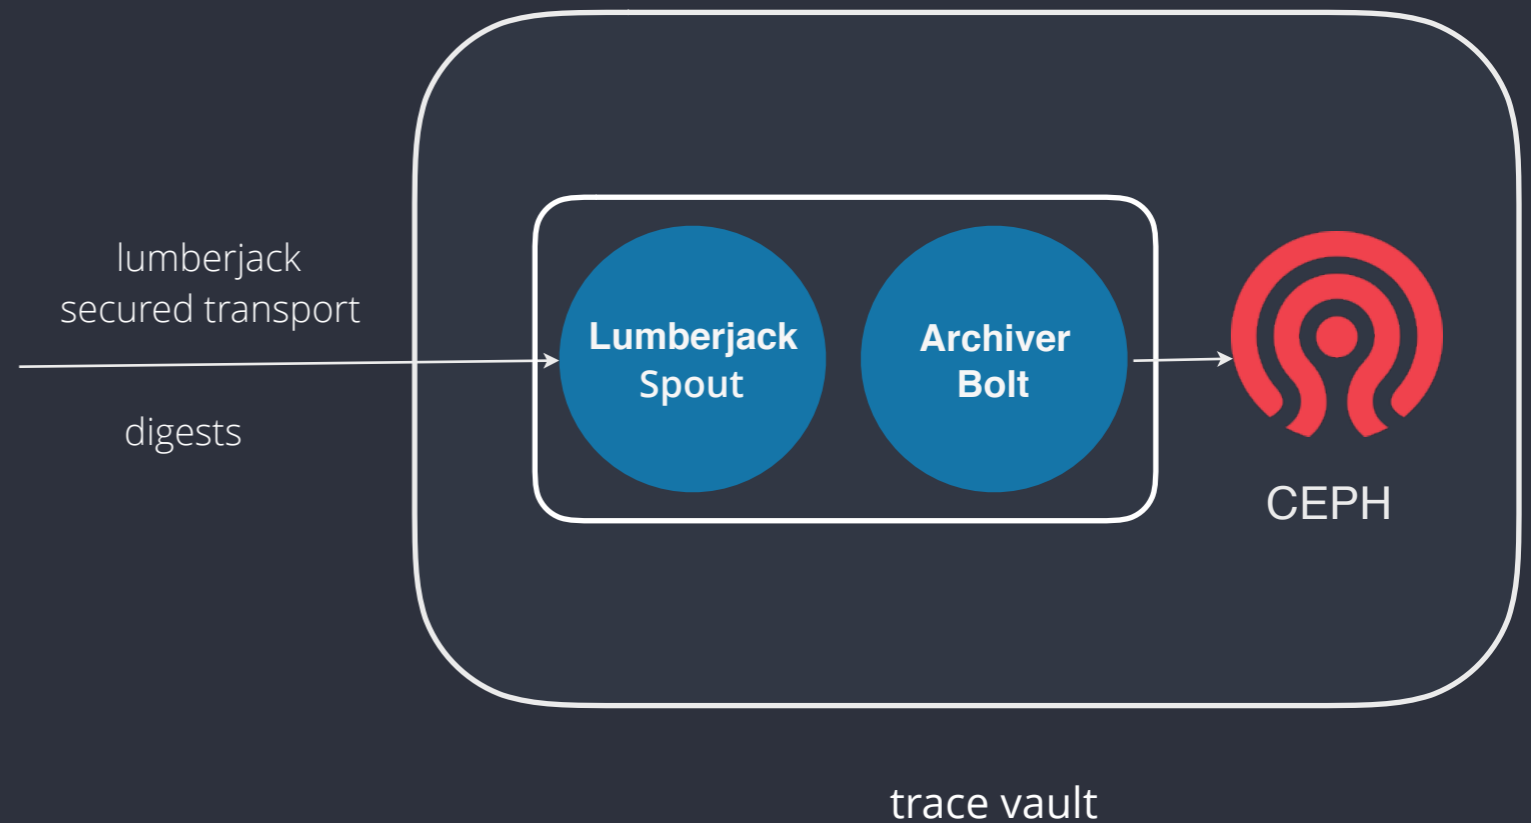 lumberjack
secured transport
digests
Lumberjack
Spout
Archiver
Bolt
CEPH
trace vault